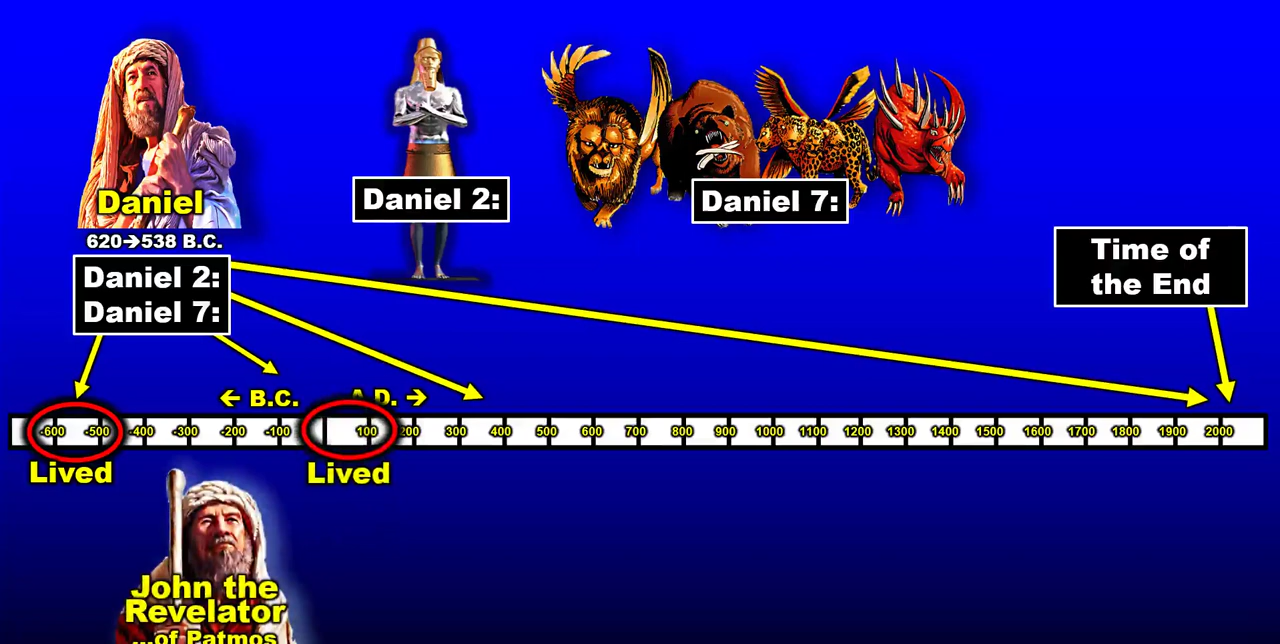 Daniel
620→538 B.C.
Daniel 2:
Daniel 7:
Daniel 2:
Daniel 7:
Time of
the End
← B.C.
A.D. →
-600 -500 -400 -300 -200 -100 100 200 300 400 500 600 700 800 900 1000 1100 1200 1300 1400 1500 1600 1700 1800 1900 2000
Lived
Lived
John the
Revelator
...of Patmos